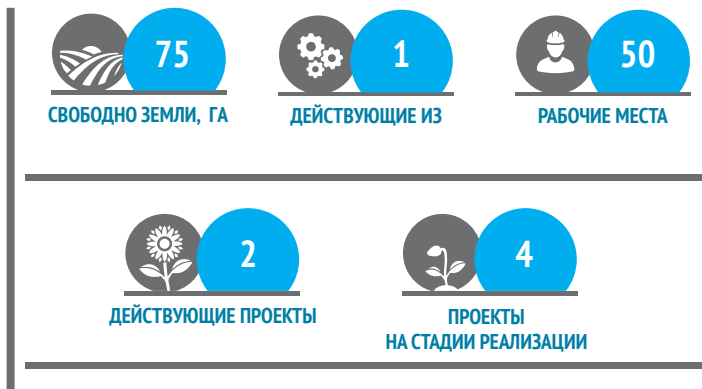 75
1
50
СВОБОДНО ЗЕМЛИ, ГА
ДЕЙСТВУЮЩИЕ ИЗ
РАБОЧИЕ МЕСТА
2
4
ДЕЙСТВУЮЩИЕ ПРОЕКТЫ
ПРОЕКТЫ
НА СТАДИИ РЕАЛИЗАЦИИ